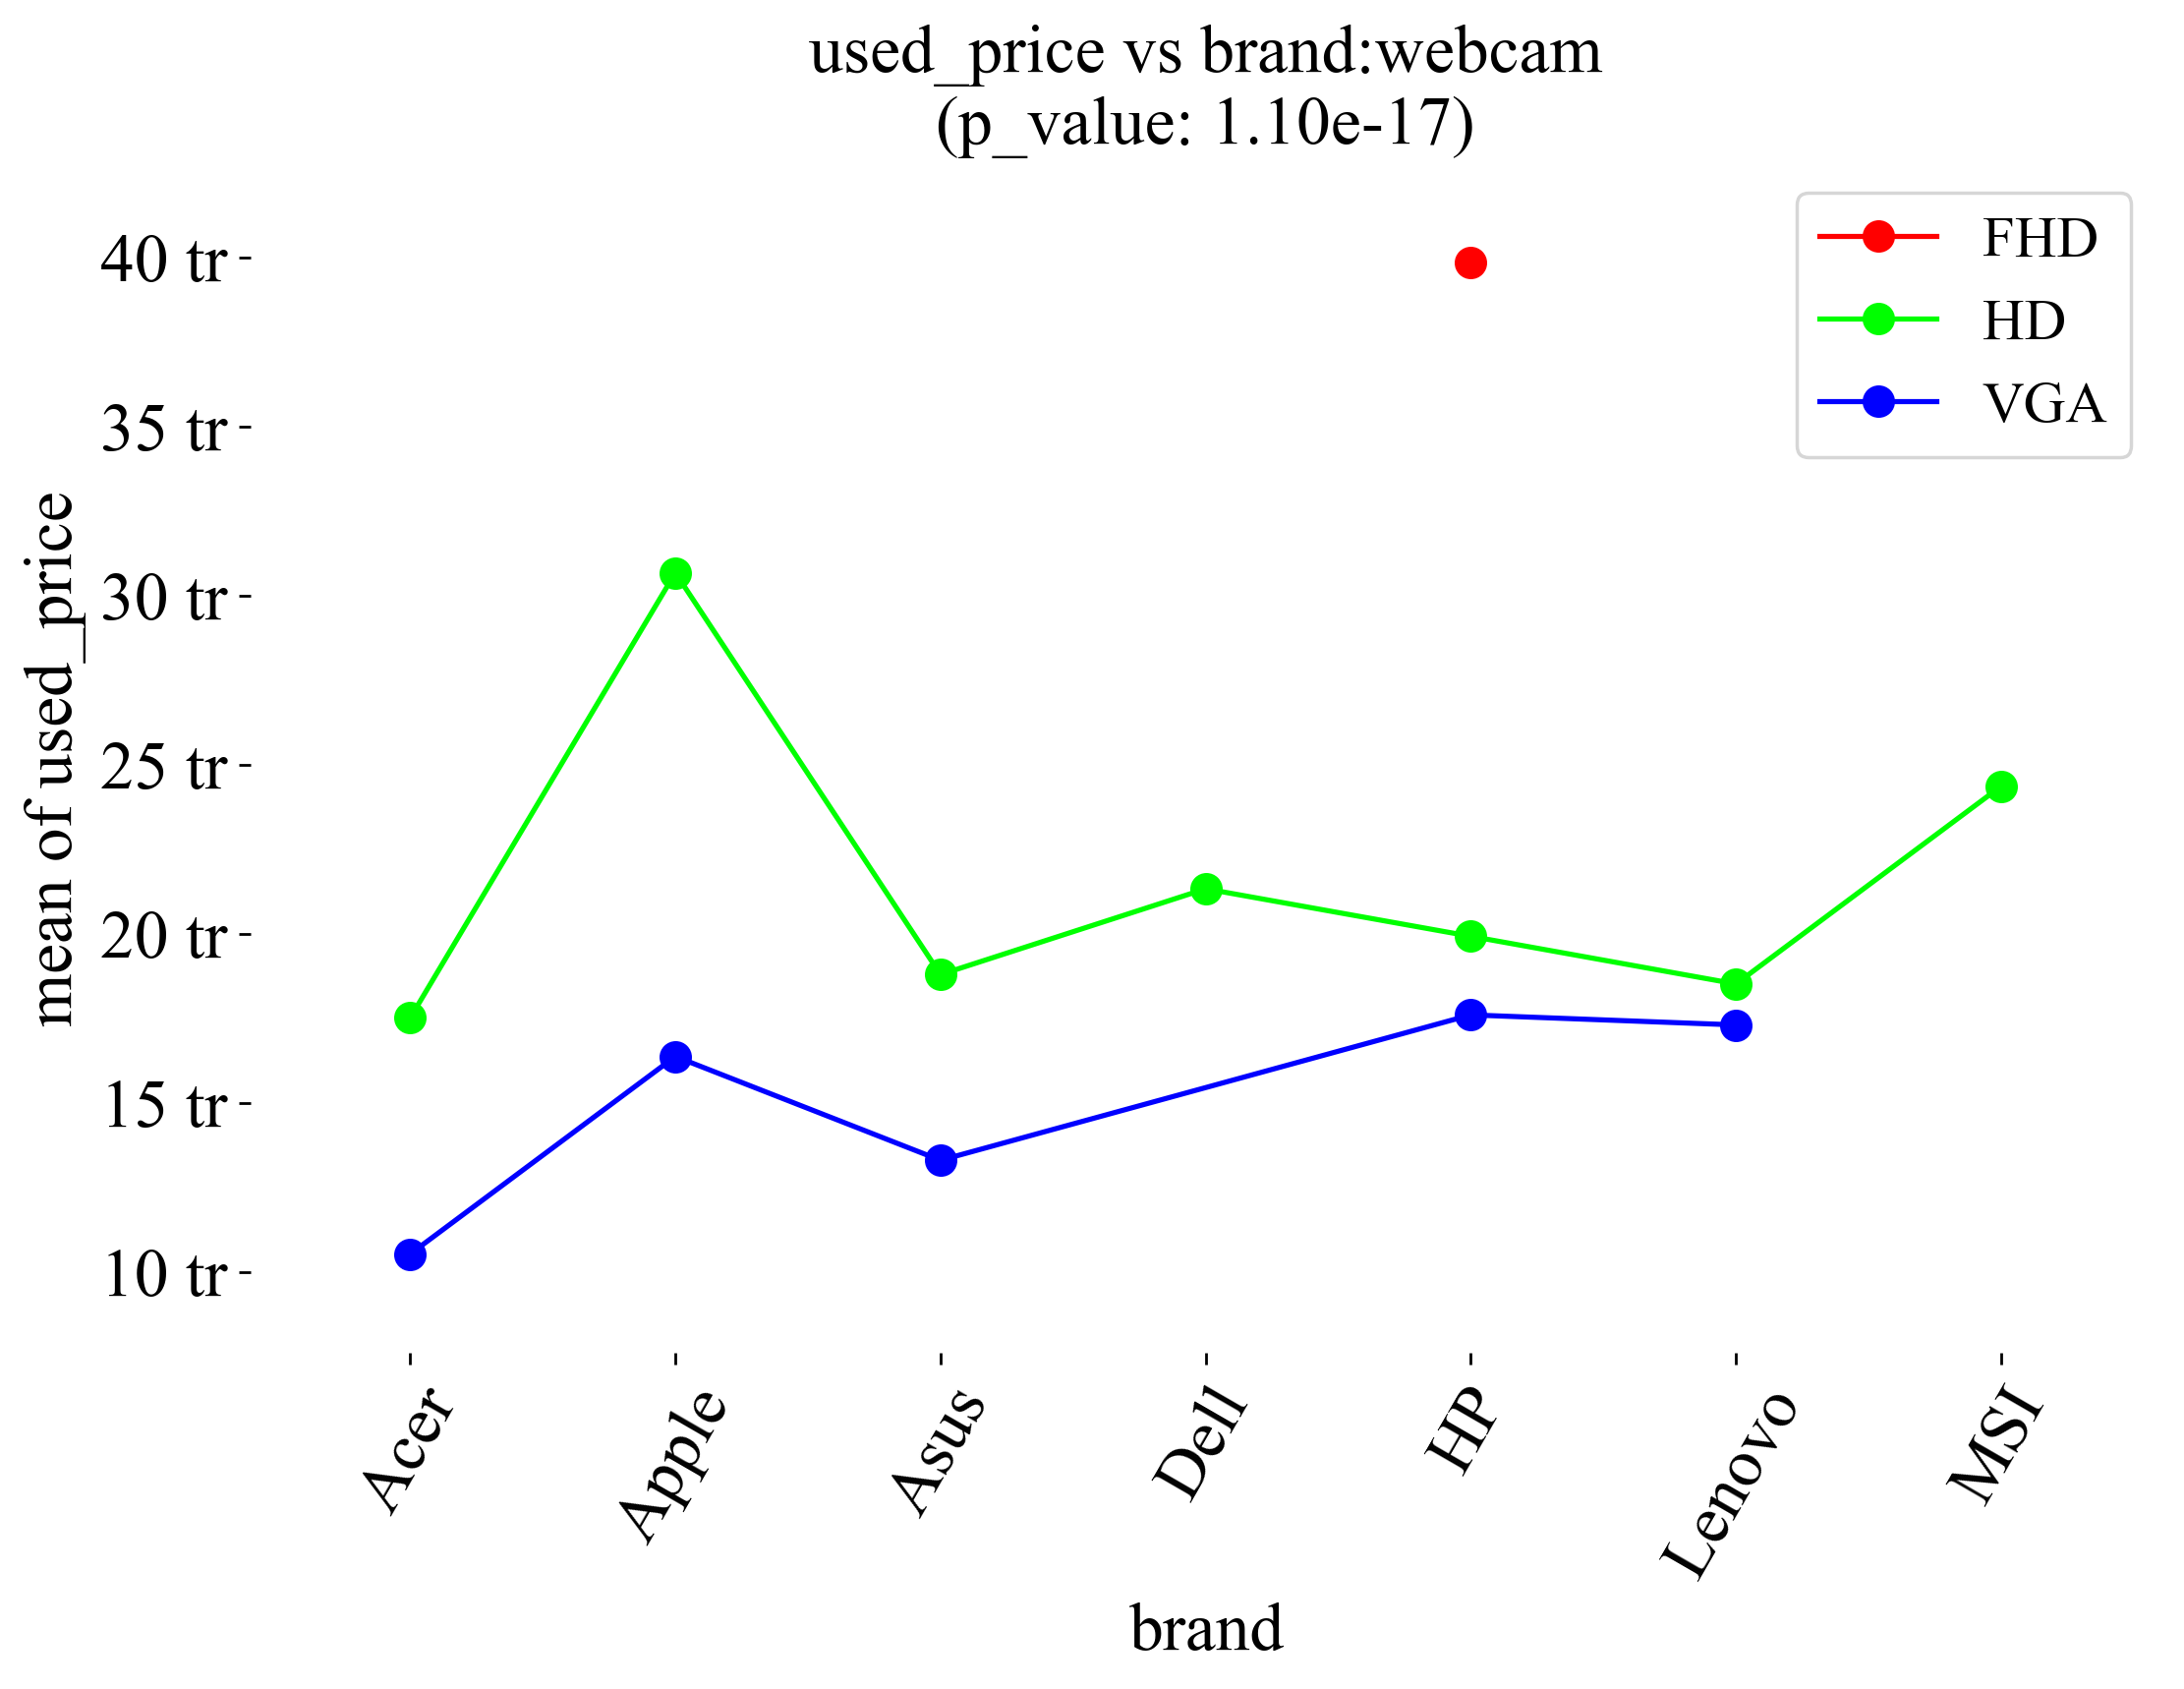 used_price vs brand:webcam
(p_value: 1.10e-17)
FHD
HD
VGA
mean of used_price
40 tr
35 tr
30 tr
25 tr
20 tr
15 tr
10 tr
Acer
Apple
Asus
Dell
HP
Lenovo
MSI
brand